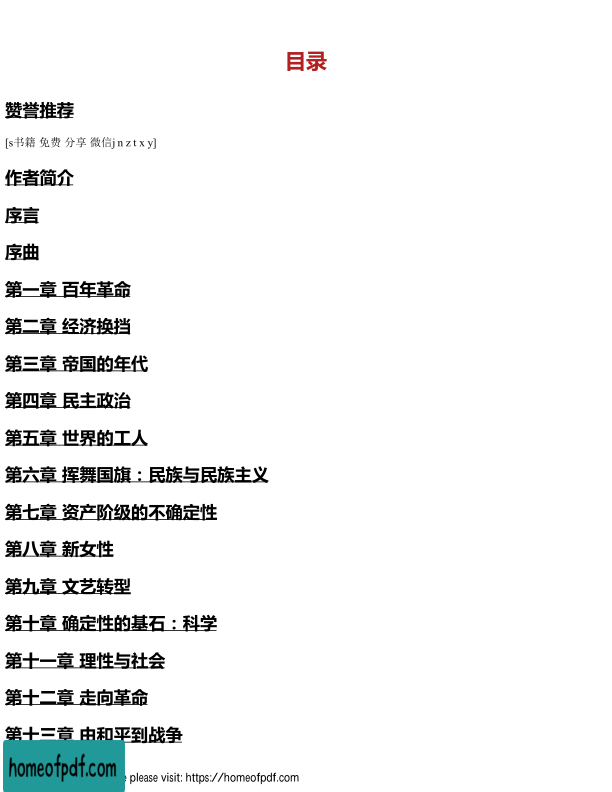 目录
赞誉推荐
[s书籍 免费 分享 微信j n z t x y]
作者简介
序言
序曲
第一章 百年革命
第二章 经济换挡
第三章 帝国的年代
第四章 民主政治
第五章 世界的工人
第六章 挥舞国旗：民族与民族主义
第七章 资产阶级的不确定性
第八章 新女性
第九章 文艺转型
第十章 确定性的基石：科学
第十一章 理性与社会
第十二章 走向革命
第十三章 由和平到战争
homeofpdf.com
please visit: https://homeofpdf.com